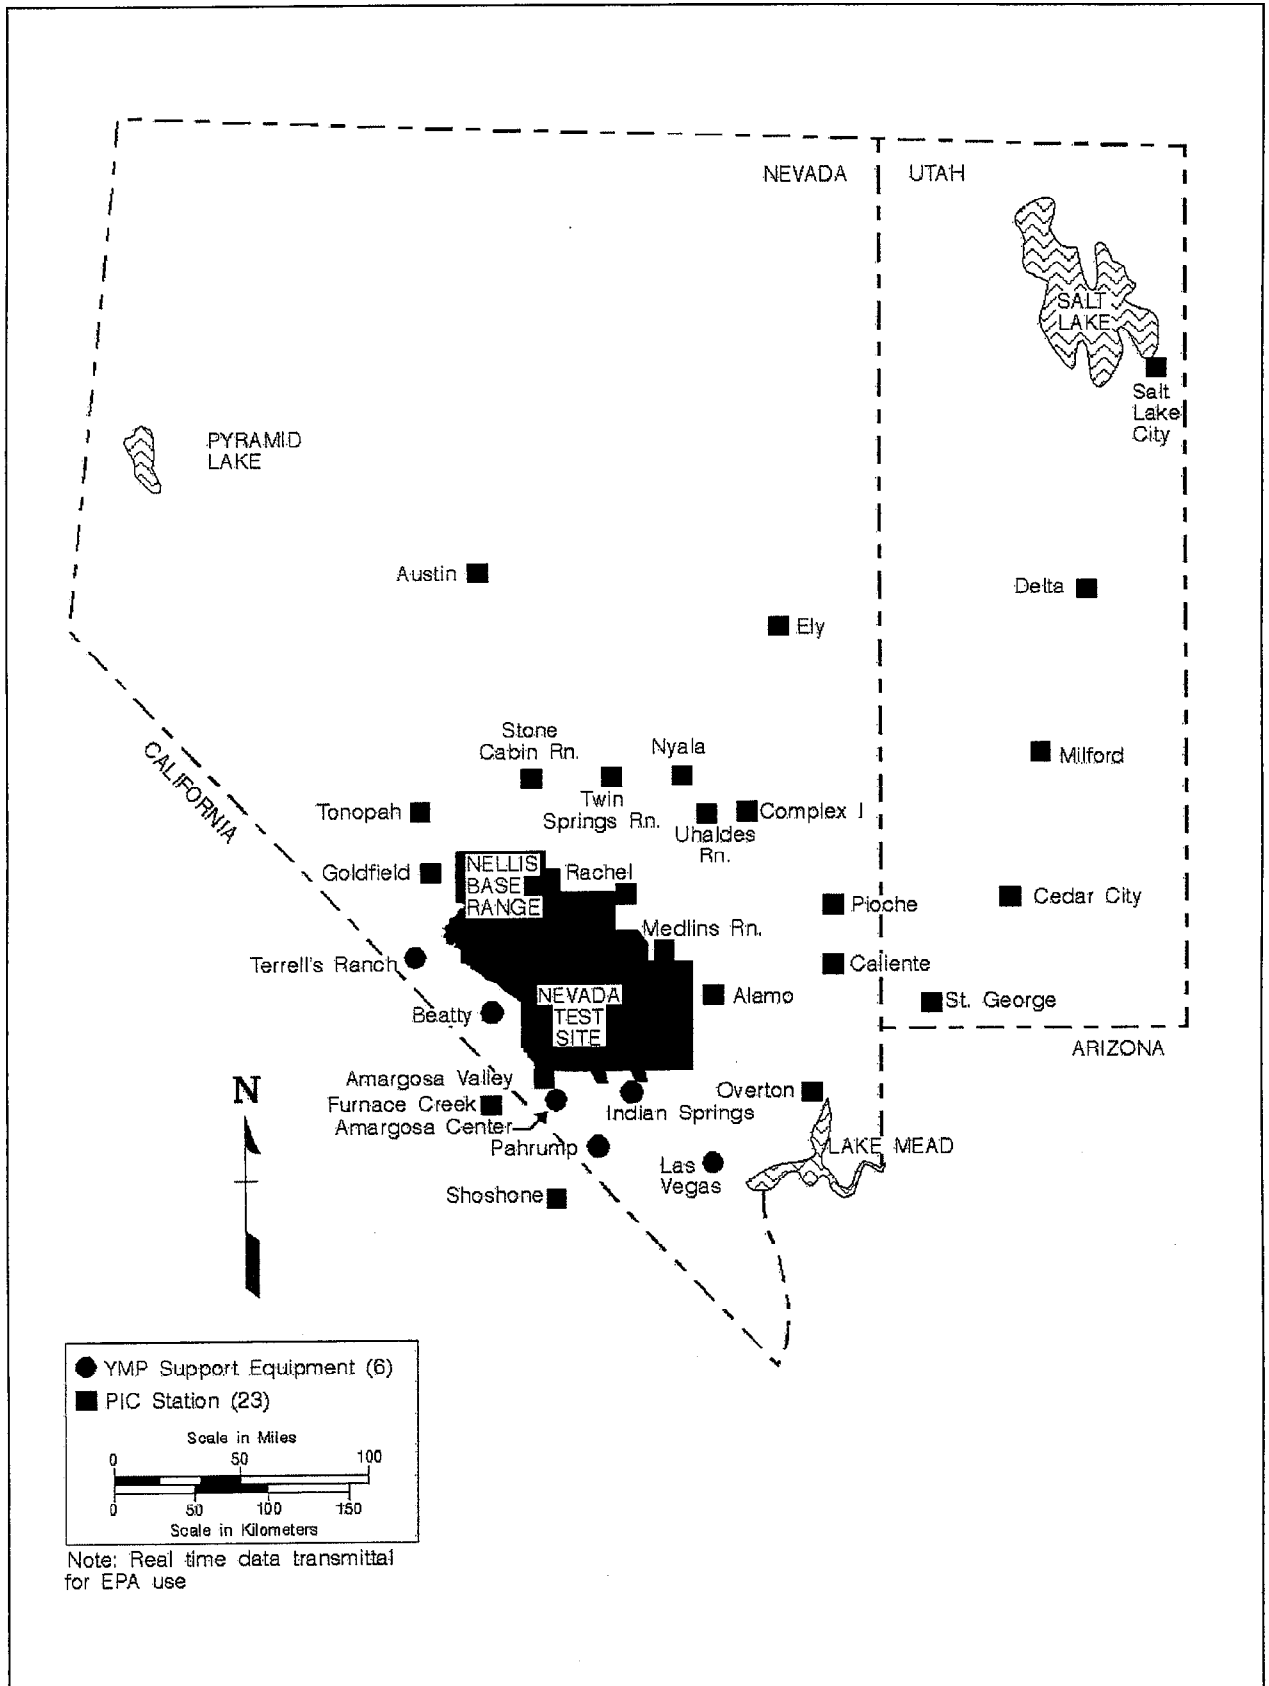 NEVADA
UTAH
SALT
LAKE
Salt
Lake
City
PYRAMID
LAKE
Austin
Delta
Ely
Stone
Cabin Rn.
Nyala
Milford
CALIFORNIA
Tonopah
Twin
Springs Rn.
Complex I
Uhaldes
Rn.
Goldfield
NELLIS
BASE
RANGE
Rachel
Pioche
Cedar City
Medlins Rn.
Terrell's Ranch
Caliente
Beatty
NEVADA
TEST
SITE
Alamo
St. George
ARIZONA
Amargosa Valley
N
Furnace Creek
Amargosa Center
Indian Springs
Overton
Pahrump
Las
Vegas
LAKE MEAD
Shoshone
YMP Support Equipment (6)
PIC Station (23)
Scale in Miles
0 50 100
0 50 100 150
Scale in Kilometers
Note: Real time data transmittal
for EPA use